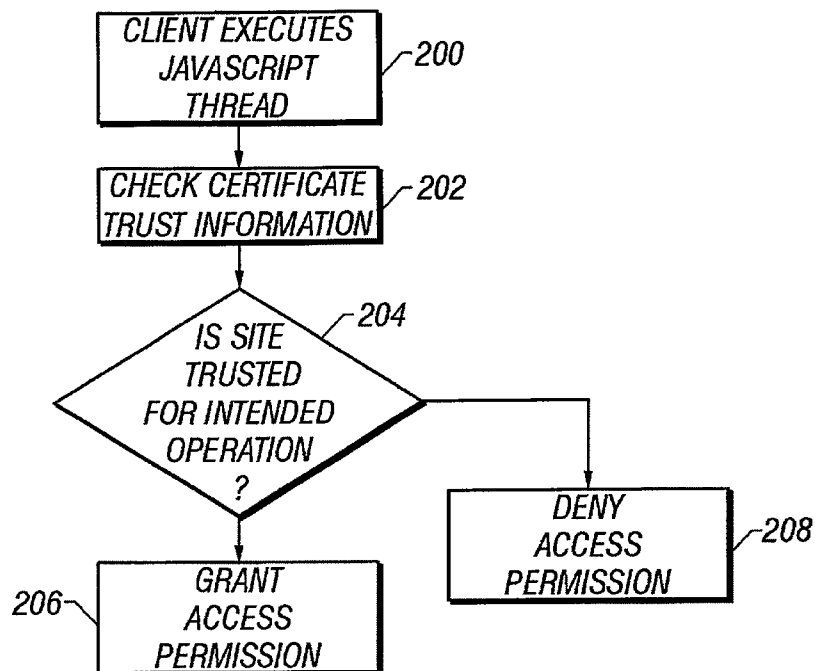 CLIENT EXECUTES
JAVASCRIPT
THREAD
200
CHECK CERTIFICATE
TRUST INFORMATION
202
IS SITE
TRUSTED
FOR INTENDED
OPERATION
?
204
GRANT
ACCESS
PERMISSION
206
DENY
ACCESS
PERMISSION
208